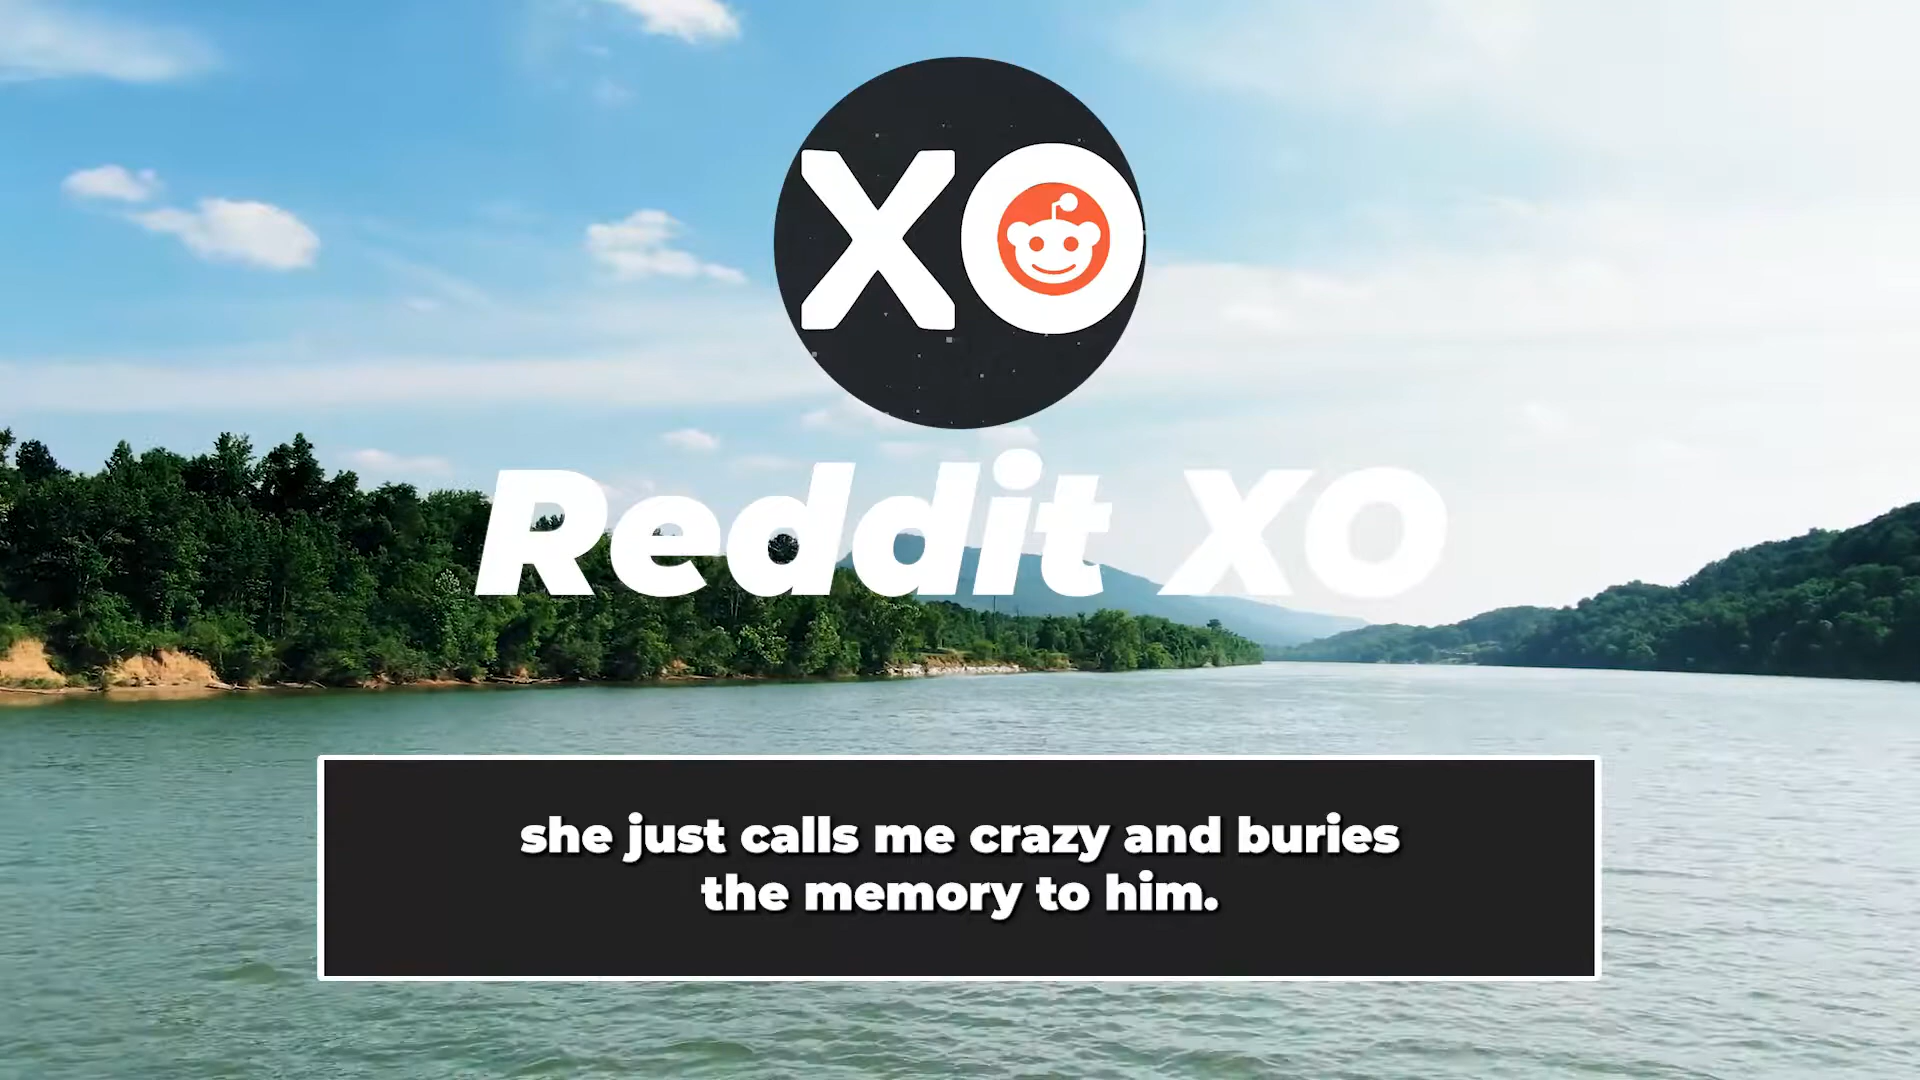 XO
Reddit XO
she just calls me crazy and buries
the memory to him.